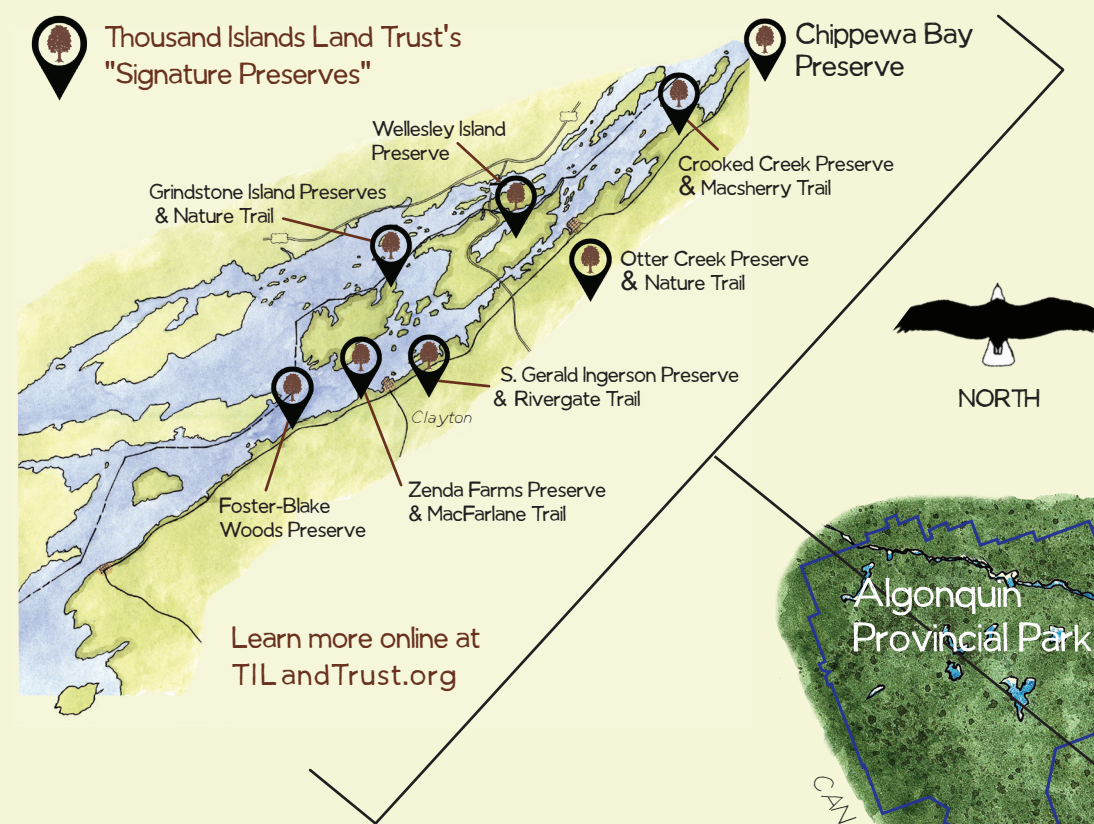 Thousand Islands Land Trust's
"Signature Preserves"
Chippewa Bay
Preserve
Wellesley Island
Preserve
Crooked Creek Preserve
& Macsherry Trail
Grindstone Island Preserves
& Nature Trail
Otter Creek Preserve
& Nature Trail
S. Gerald Ingerson Preserve
& Rivergate Trail
NORTH
Clayton
Zenda Farms Preserve
& MacFarlane Trail
Foster-Blake
Woods Preserve
Algonquin
Provincial Park
Learn more online at
TILandTrust.org
CAN